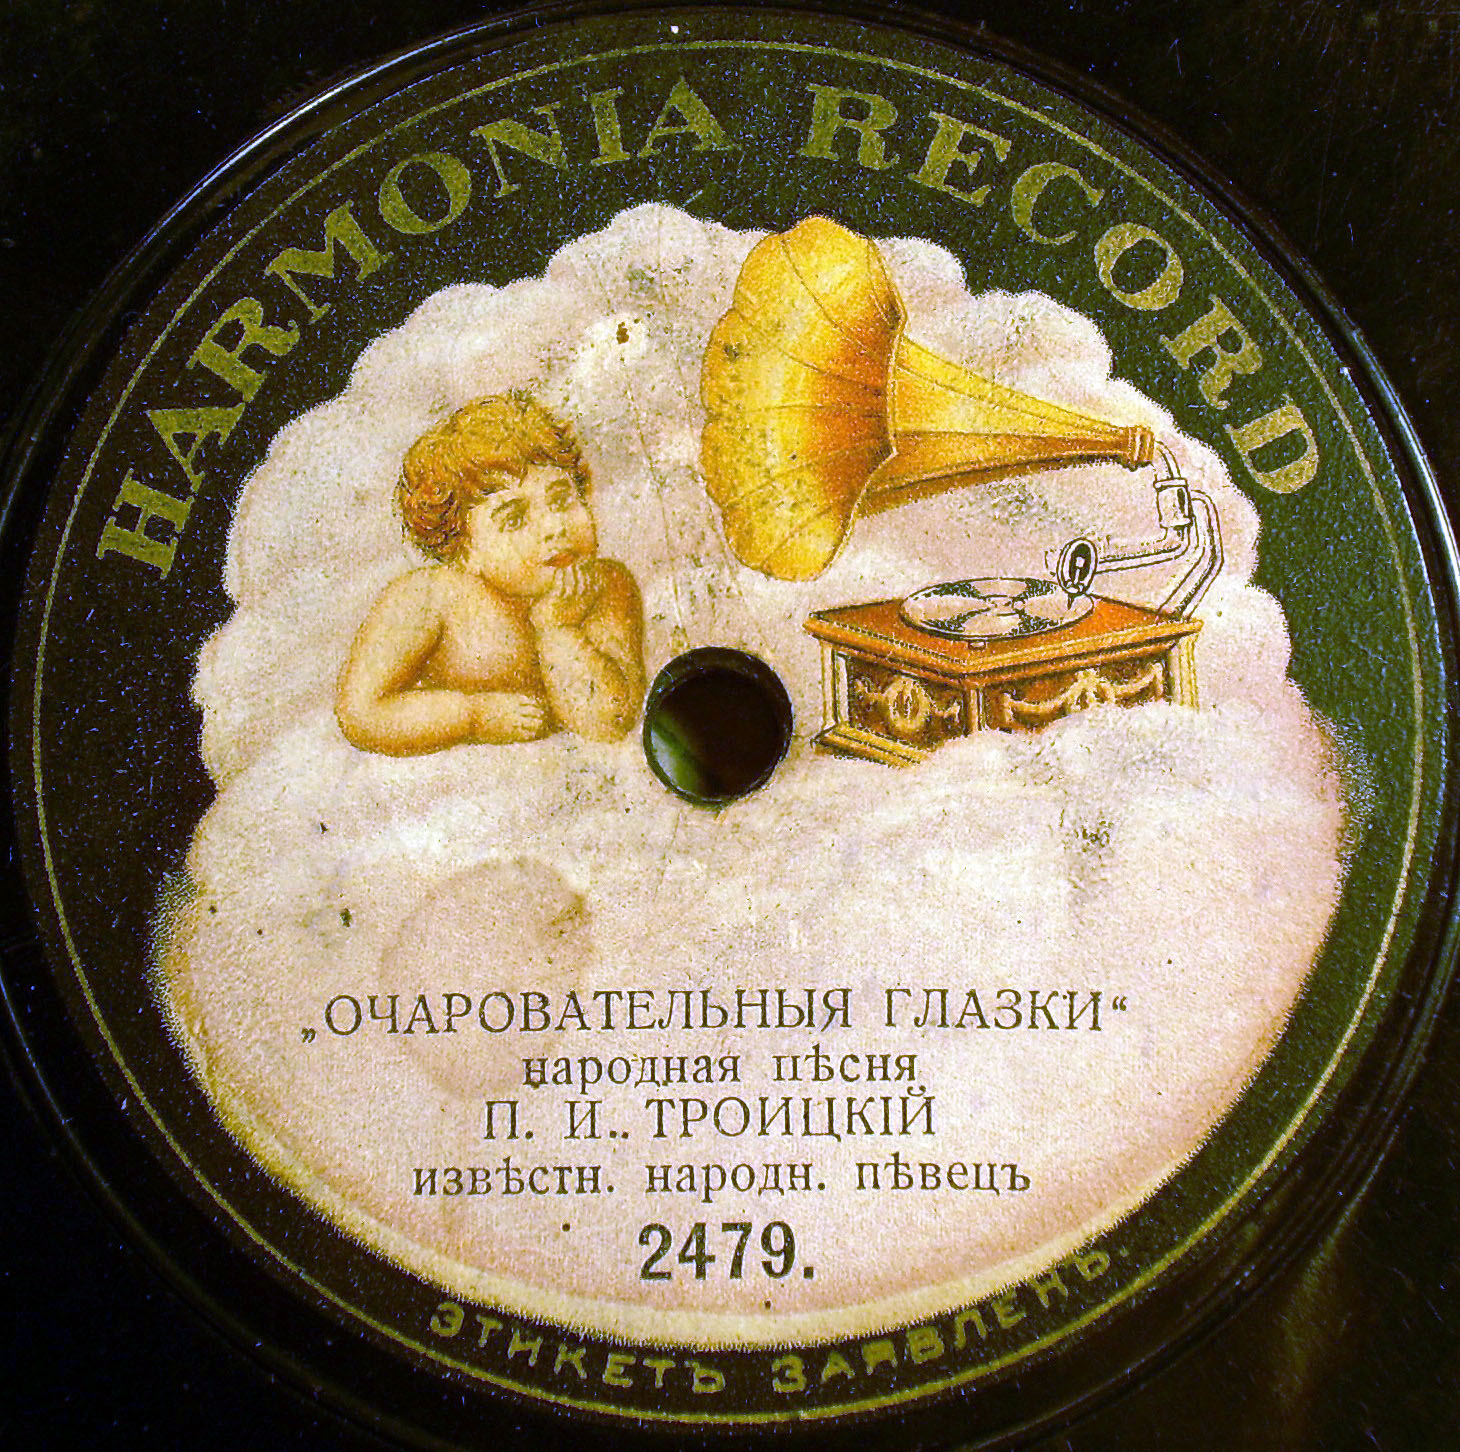 HARMONIA RECORD
„ОЧАРОВАТЕЛЬНЫЯ ГЛАЗКИ“
народная пѣсня
П. И.. ТРОИЦКІЙ
извѣстн. народн. пѣвецъ
2479.
ЭТИКЕТЪ ЗАЯВЛЕНЪ.